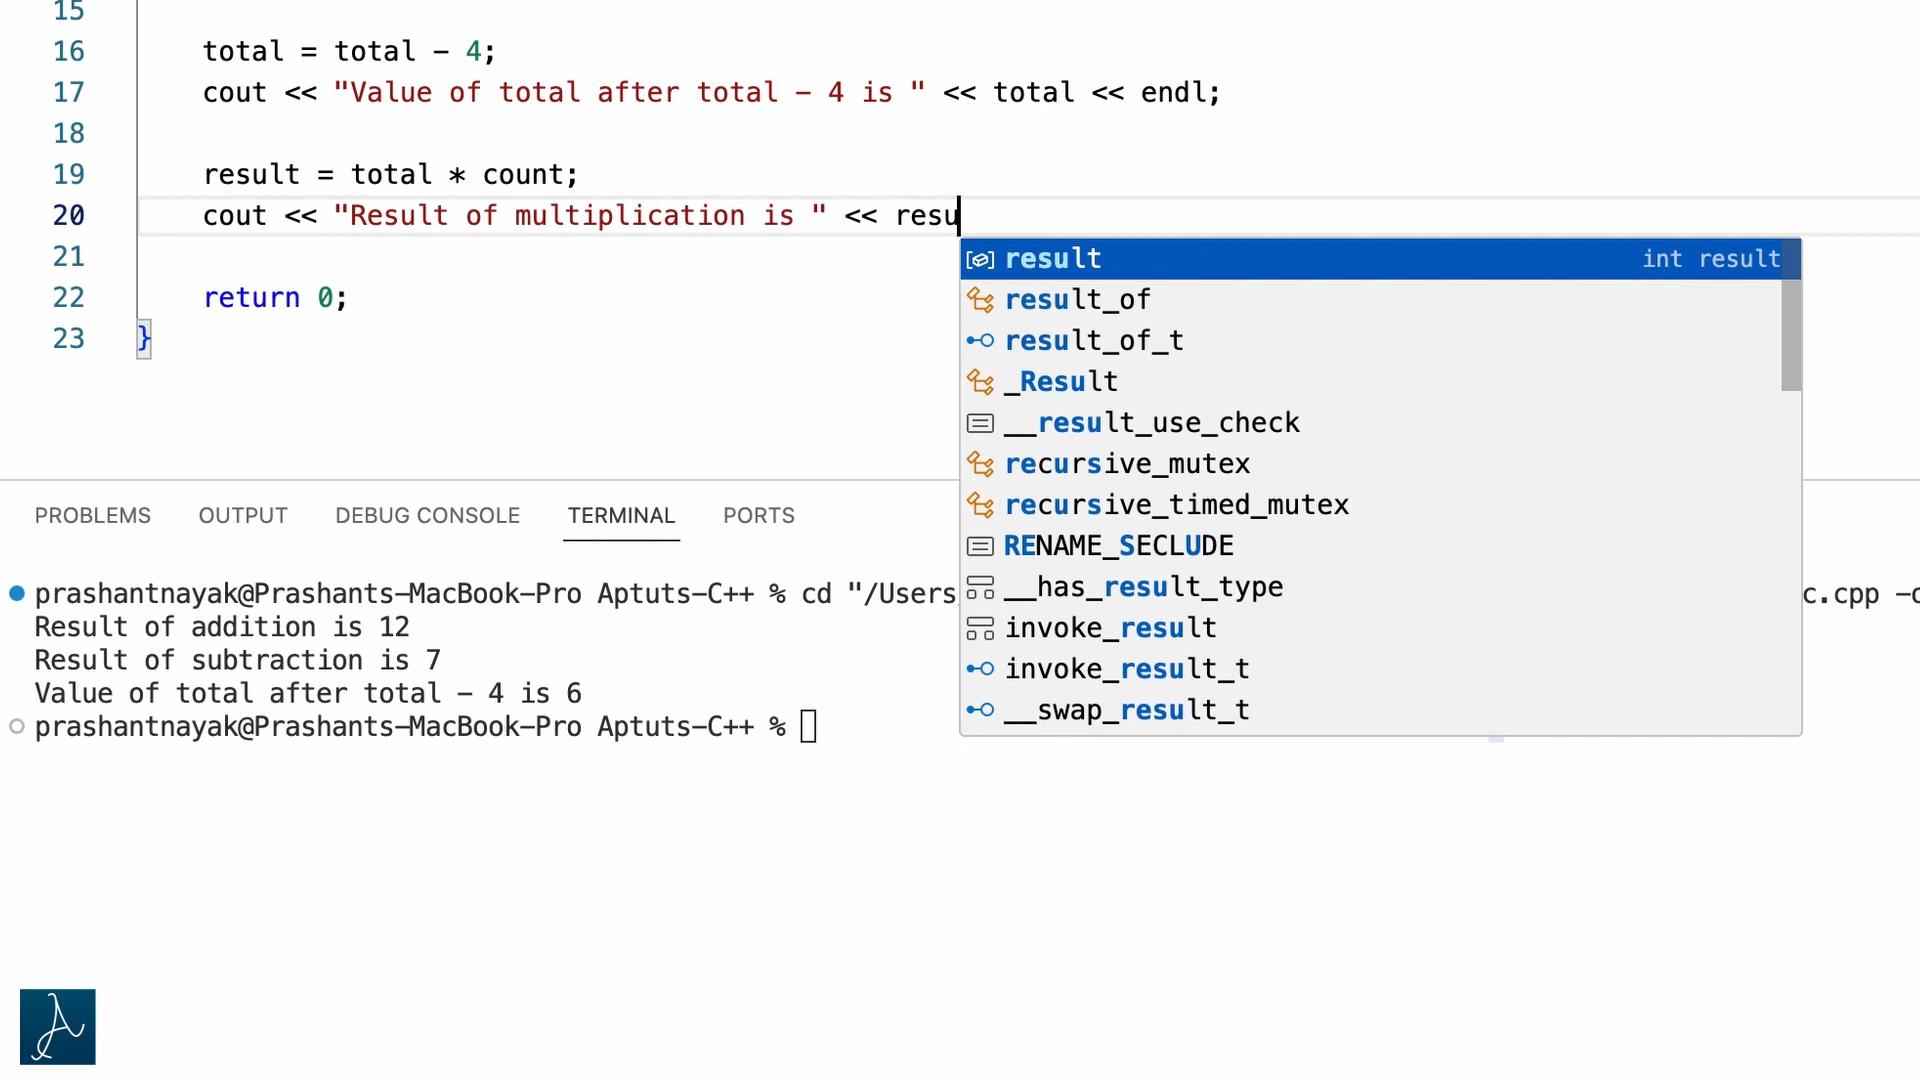 15
16 total = total - 4;
17 cout << "Value of total after total - 4 is " << total << endl;
18
19 result = total * count;
20 cout << "Result of multiplication is " << resu
21
22 return 0;
23 }
result int result
result_of
result_of_t
_Result
__result_use_check
recursive_mutex
recursive_timed_mutex
RENAME_SECLUDE
__has_result_type
invoke_result
invoke_result_t
__swap_result_t
PROBLEMS OUTPUT DEBUG CONSOLE TERMINAL PORTS
prashantnayak@Prashants-MacBook-Pro Aptuts-C++ % cd "/Users c.cpp -o
Result of addition is 12
Result of subtraction is 7
Value of total after total - 4 is 6
prashantnayak@Prashants-MacBook-Pro Aptuts-C++ %
A